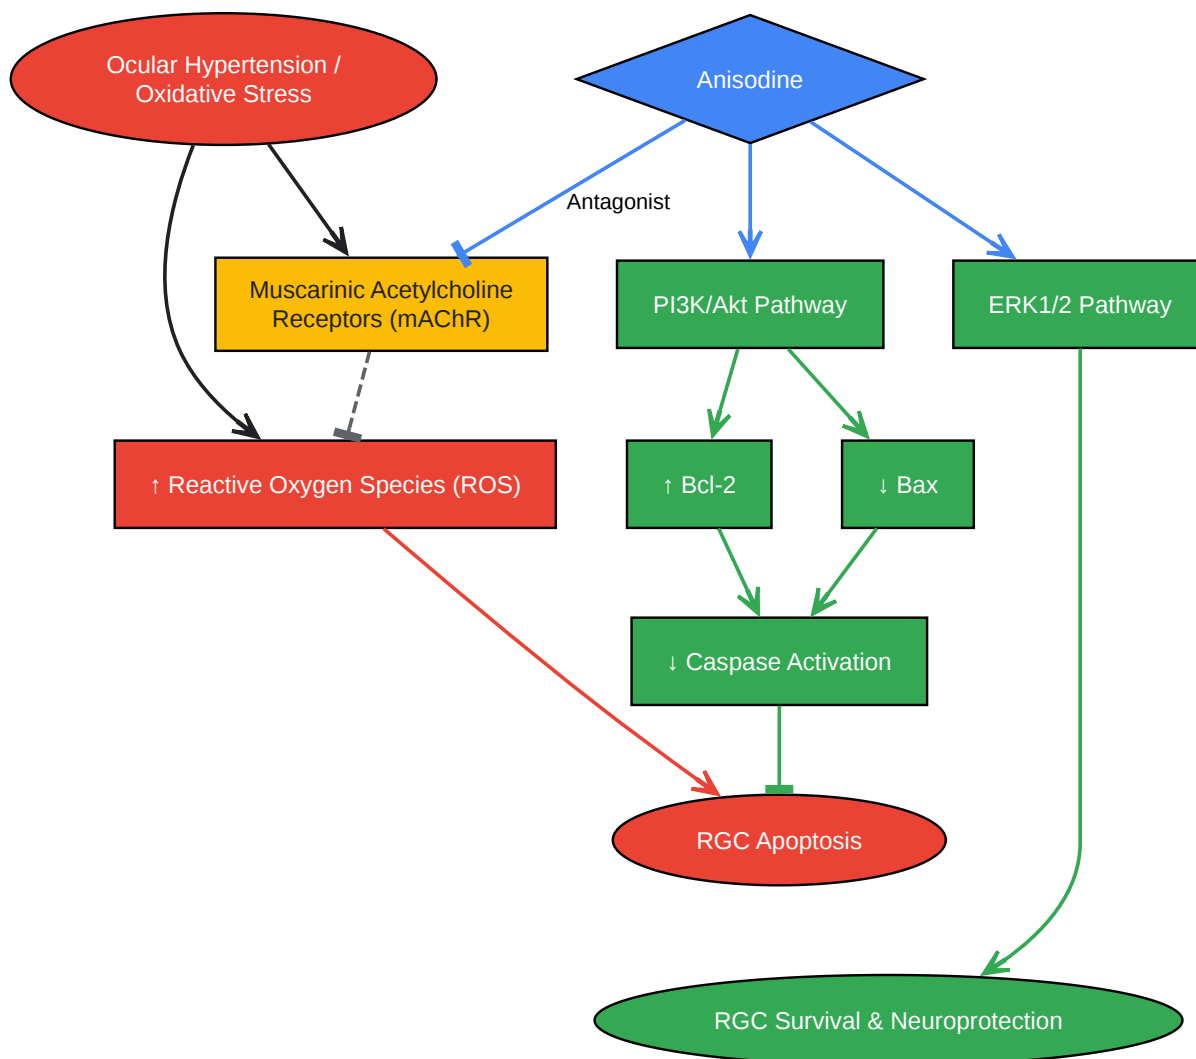 Ocular Hypertension /
Oxidative Stress
Anisodine
Antagonist
Muscarinic Acetylcholine
Receptors (mAChR)
PI3K/Akt Pathway
ERK1/2 Pathway
↑ Reactive Oxygen Species (ROS)
↑ Bcl-2
↓ Bax
↓ Caspase Activation
RGC Apoptosis
RGC Survival & Neuroprotection